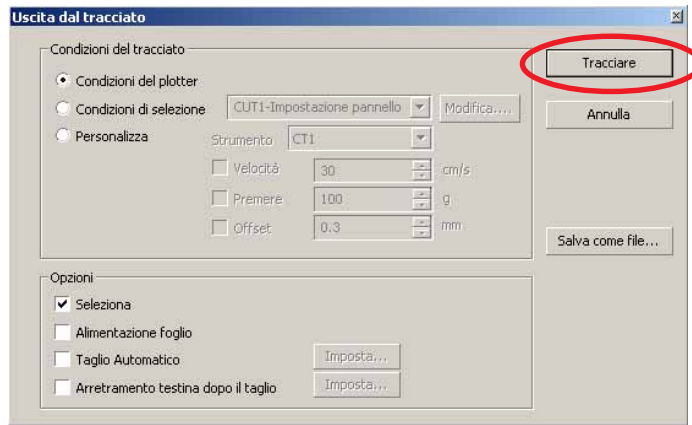 Uscita dal tracciato
Condizioni del tracciato
Condizioni del plotter
Condizioni di selezione CUT1-Impostazione pannello Modifica....
Personalizza Strumento CT1
Velocità 30 cm/s
Premere 100 g
Offset 0.3 mm
Tracciare
Annulla
Salva come file...
Opzioni
Seleziona
Alimentazione foglio
Taglio Automatico Imposta...
Arretramento testina dopo il taglio Imposta...